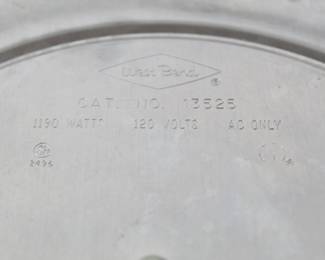 West Bend ®
CAT. NO. 13525
1190 WATTS 120 VOLTS AC ONLY